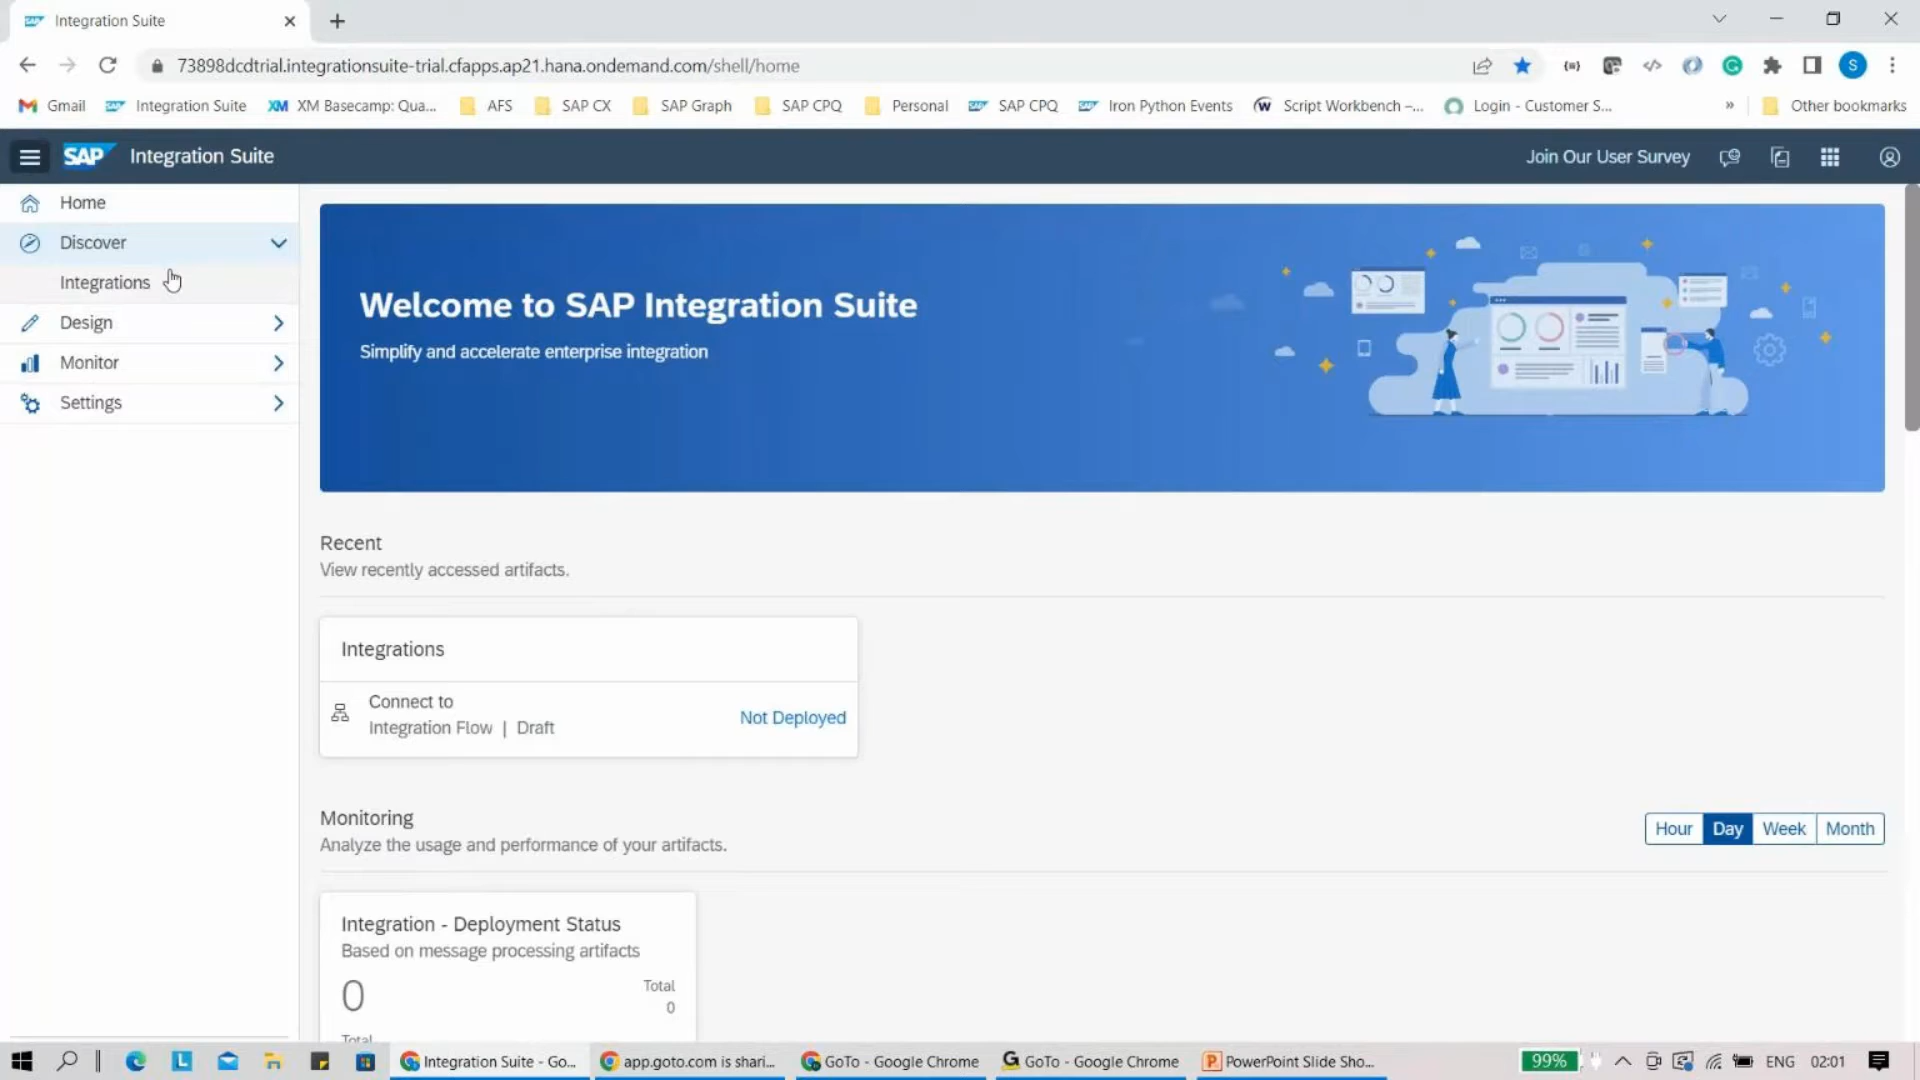 Integration Suite
73898dcdtrial.integrationsuite-trial.cfapps.ap21.hana.ondemand.com/shell/home
S
Gmail
Integration Suite
XM Basecamp: Qua...
AFS
SAP CX
SAP Graph
SAP CPQ
Personal
SAP CPQ
Iron Python Events
Script Workbench –...
Login - Customer S...
»
Other bookmarks
SAP Integration Suite
Join Our User Survey
Home
Discover
Integrations
Design
Monitor
Settings
Welcome to SAP Integration Suite
Simplify and accelerate enterprise integration
Recent
View recently accessed artifacts.
Integrations
Connect to
Integration Flow | Draft
Not Deployed
Monitoring
Analyze the usage and performance of your artifacts.
Hour Day Week Month
Integration - Deployment Status
Based on message processing artifacts
0
Total
0
Total
Integration Suite - Go...
app.goto.com is shari...
GoTo - Google Chrome
GoTo - Google Chrome
PowerPoint Slide Sho...
99%
ENG
02:01